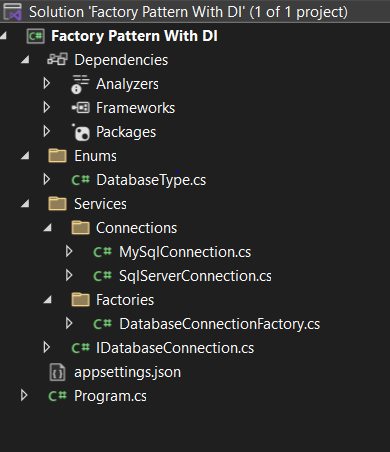 Solution 'Factory Pattern With DI' (1 of 1 project)
C# Factory Pattern With DI
Dependencies
Analyzers
Frameworks
Packages
Enums
C# DatabaseType.cs
Services
Connections
C# MySqlConnection.cs
C# SqlServerConnection.cs
Factories
C# DatabaseConnectionFactory.cs
C# IDatabaseConnection.cs
appsettings.json
C# Program.cs